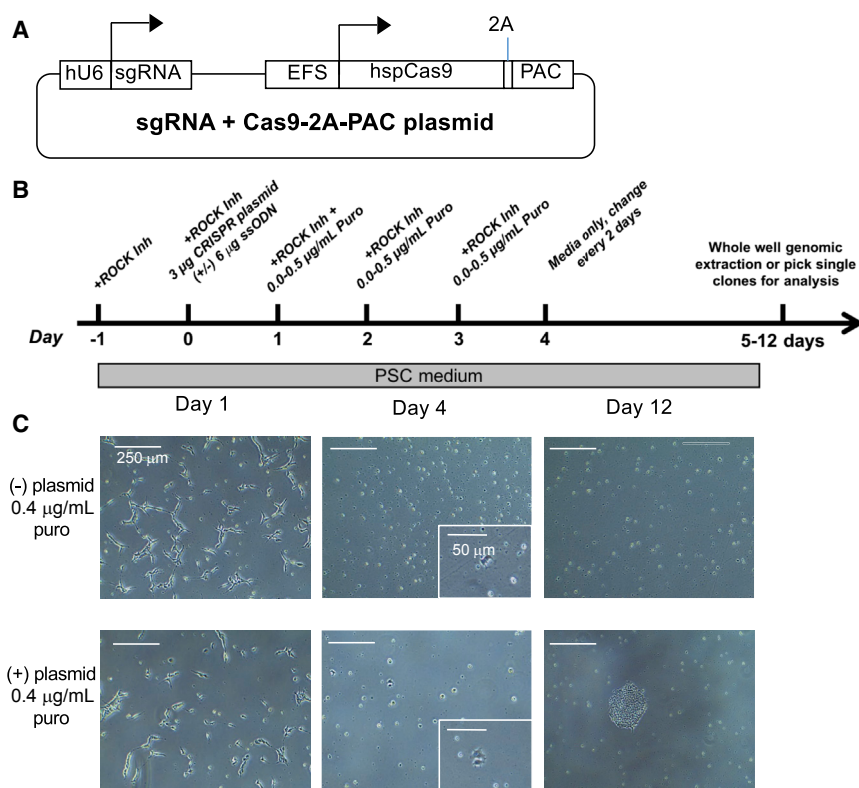 A
2A
hU6 sgRNA EFS hspCas9 PAC
sgRNA + Cas9-2A-PAC plasmid
B
+ROCK Inh
+ROCK Inh
3 µg CRISPR plasmid
(+/-) 6 µg ssODN
+ROCK Inh +
0.0-0.5 µg/mL Puro
+ROCK Inh
0.0-0.5 µg/mL Puro
+ROCK Inh
0.0-0.5 µg/mL Puro
Media only, change
every 2 days
Whole well genomic
extraction or pick single
clones for analysis
Day -1 0 1 2 3 4 5-12 days
PSC medium
Day 1 Day 4 Day 12
C
250 µm
50 µm
(-) plasmid
0.4 µg/mL
puro
(+) plasmid
0.4 µg/mL
puro